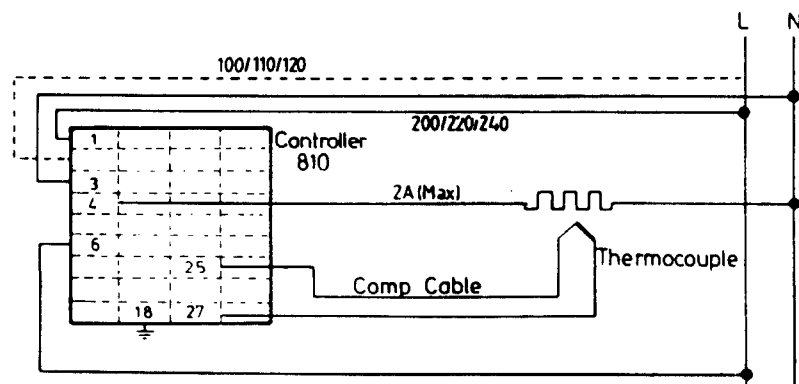 L N
100/110/120
200/220/240
1
Controller
810
3
4
2A (Max)
6
25
Thermocouple
Comp Cable
18 27